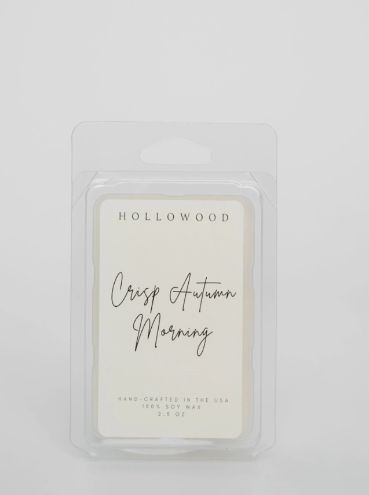 HOLLOWOOD
Crisp Autumn
Morning
HAND-CRAFTED IN THE USA
100% SOY WAX
2.5 OZ